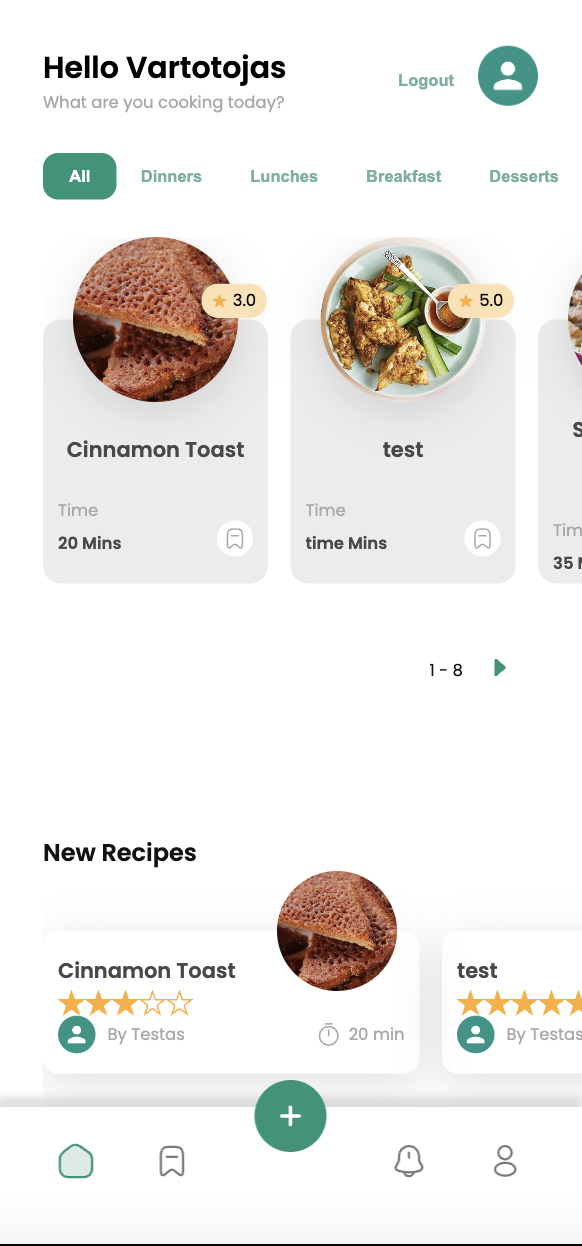 Hello Vartotojas
What are you cooking today?
Logout
All Dinners Lunches Breakfast Desserts
3.0
5.0
Cinnamon Toast
test
S
Time
20 Mins
Time
time Mins
Tim
35 M
1 - 8
New Recipes
Cinnamon Toast
By Testas
20 min
test
By Testas